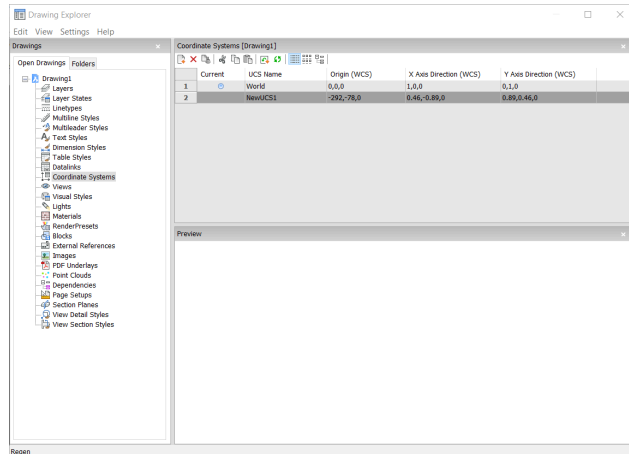 Drawing Explorer
Edit View Settings Help
Drawings
Open Drawings Folders
Drawing1
Layers
Layer States
Linetypes
Multiline Styles
Multileader Styles
Text Styles
Dimension Styles
Table Styles
Datalinks
Coordinate Systems
Views
Visual Styles
Lights
Materials
RenderPresets
Blocks
External References
Images
PDF Underlays
Point Clouds
Dependencies
Page Setups
Section Planes
View Detail Styles
View Section Styles
Coordinate Systems [Drawing1]
Current UCS Name Origin (WCS) X Axis Direction (WCS) Y Axis Direction (WCS)
1 World 0,0,0 1,0,0 0,1,0
2 NewUCS1 -292,-78,0 0.46,-0.89,0 0.89,0.46,0
Preview
Regen